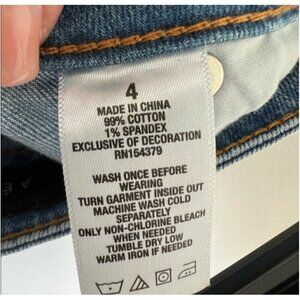 4
MADE IN CHINA
99% COTTON
1% SPANDEX
EXCLUSIVE OF DECORATION
RN154379
WASH ONCE BEFORE
WEARING
TURN GARMENT INSIDE OUT
MACHINE WASH COLD
SEPARATELY
ONLY NON-CHLORINE BLEACH
WHEN NEEDED
TUMBLE DRY LOW
WARM IRON IF NEEDED